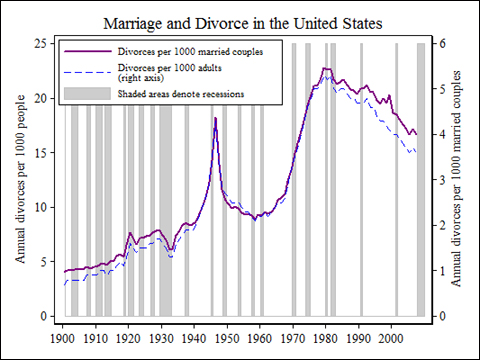 Marriage and Divorce in the United States
Divorces per 1000 married couples
Divorces per 1000 adults
(right axis)
Shaded areas denote recessions
Annual divorces per 1000 people
25
20
15
10
5
0
Annual divorces per 1000 married couples
6
5
4
3
2
1
0
1900 1910 1920 1930 1940 1950 1960 1970 1980 1990 2000